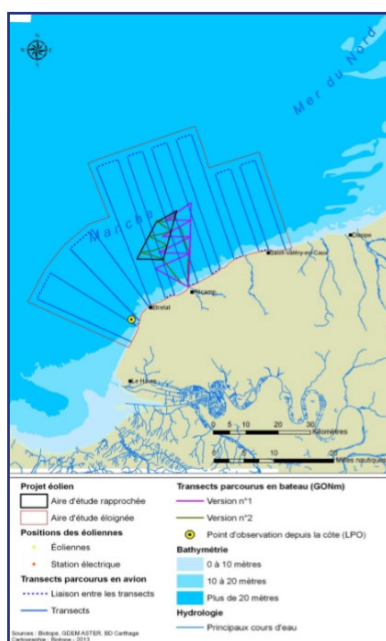 N
Mer du Nord
Manche
Dieppe
Saint-Valéry-en-Caux
Fécamp
Etretat
Le Havre
0 5 10 20 30
Kilomètres
Milles nautiques
Projet éolien
Aire d'étude rapprochée
Aire d'étude éloignée
Positions des éoliennes
Éoliennes
Station électrique
Transects parcourus en avion
Liaison entre les transects
Transects
Transects parcourus en bateau (GONm)
Version n°1
Version n°2
Point d'observation depuis la côte (LPO)
Bathymétrie
0 à 10 mètres
10 à 20 mètres
Plus de 20 mètres
Hydrologie
Principaux cours d'eau
Sources : Biotope, GDEM ASTER, BD Carthage
Cartographie : Biotope - 2013